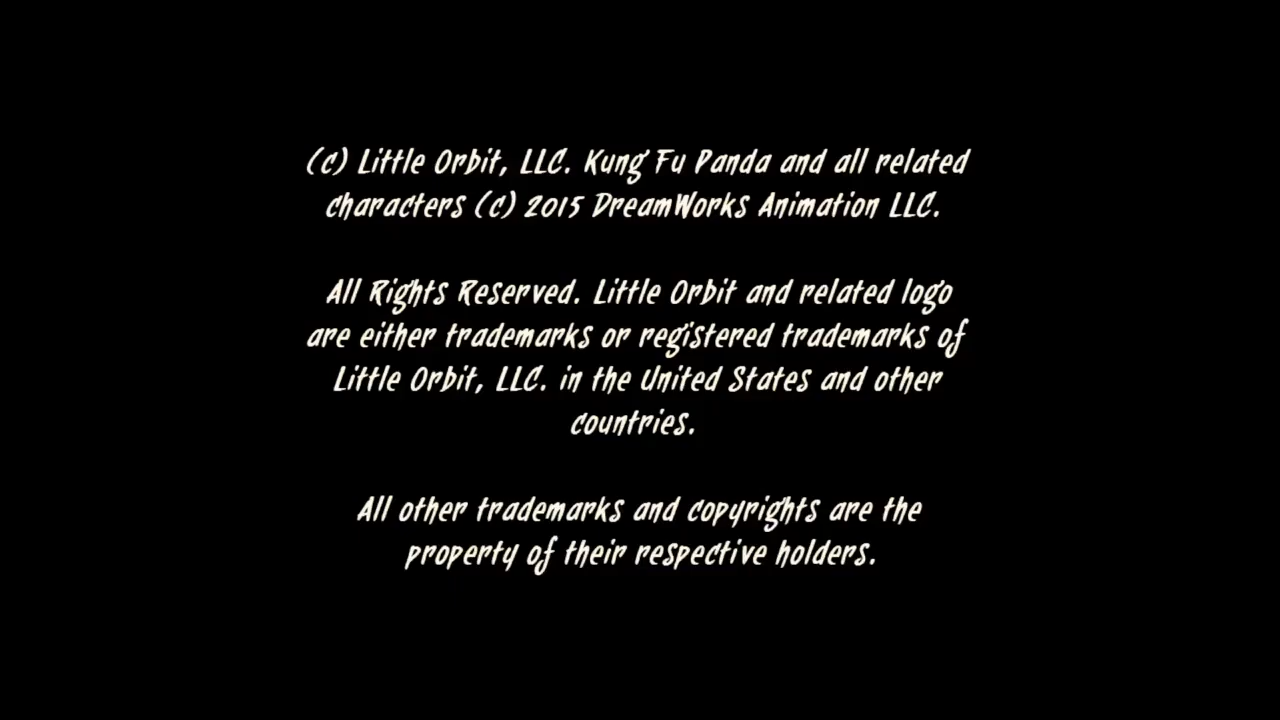 (c) Little Orbit, LLC. Kung Fu Panda and all related
characters (c) 2015 DreamWorks Animation LLC.
All Rights Reserved. Little Orbit and related logo
are either trademarks or registered trademarks of
Little Orbit, LLC. in the United States and other
countries.
All other trademarks and copyrights are the
property of their respective holders.